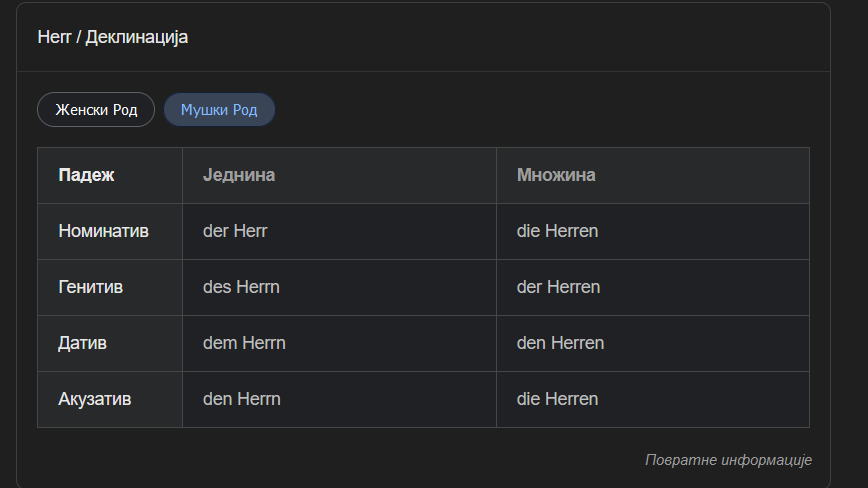 Herr / Деклинација
Женски Род Мушки Род
Падеж Једнина Множина
Номинатив der Herr die Herren
Генитив des Herrn der Herren
Датив dem Herrn den Herren
Акузатив den Herrn die Herren
Повратне информације